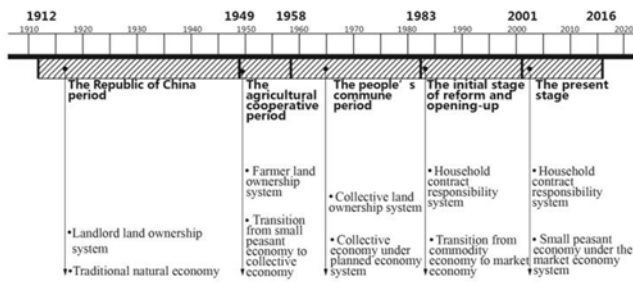 1912 1949 1958 1983 2001 2016
1910 1920 1930 1940 1950 1960 1970 1980 1990 2000 2010 2020
The Republic of China
period
The
agricultural
cooperative
period
The people's
commune
period
The initial stage
of reform and
opening-up
The present
stage
•Landlord land ownership
system
•Traditional natural economy
• Farmer land
ownership
system
• Transition
from small
peasant
economy to
collective
economy
• Collective land
ownership system
• Collective
economy under
planned economy
system
• Household
contract
responsibility
system
• Transition from
commodity
economy to market
economy
• Household
contract
responsibility
system
• Small peasant
economy under the
market economy
system